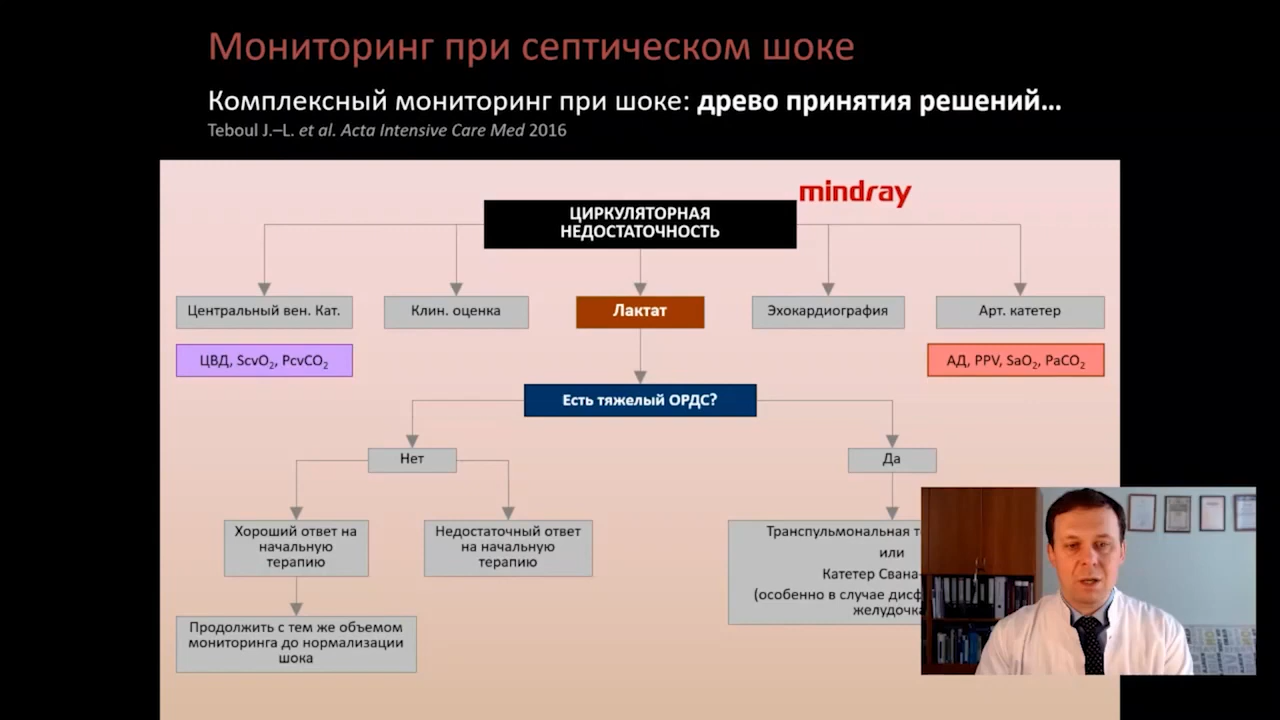 Мониторинг при септическом шоке
Комплексный мониторинг при шоке: древо принятия решений...
Teboul J.–L. et al. Acta Intensive Care Med 2016
mindray
ЦИРКУЛЯТОРНАЯ
НЕДОСТАТОЧНОСТЬ
Центральный вен. Кат.
Клин. оценка
Лактат
Эхокардиография
Арт. катетер
ЦВД, ScvO₂, PcvCO₂
АД, PPV, SaO₂, PaCO₂
Есть тяжелый ОРДС?
Нет
Да
Хороший ответ на
начальную
терапию
Недостаточный ответ
на начальную
терапию
Транспульмональная
или
Катетер Свана-
(особенно в случае
Продолжить с тем же объемом
мониторинга до нормализации
шока